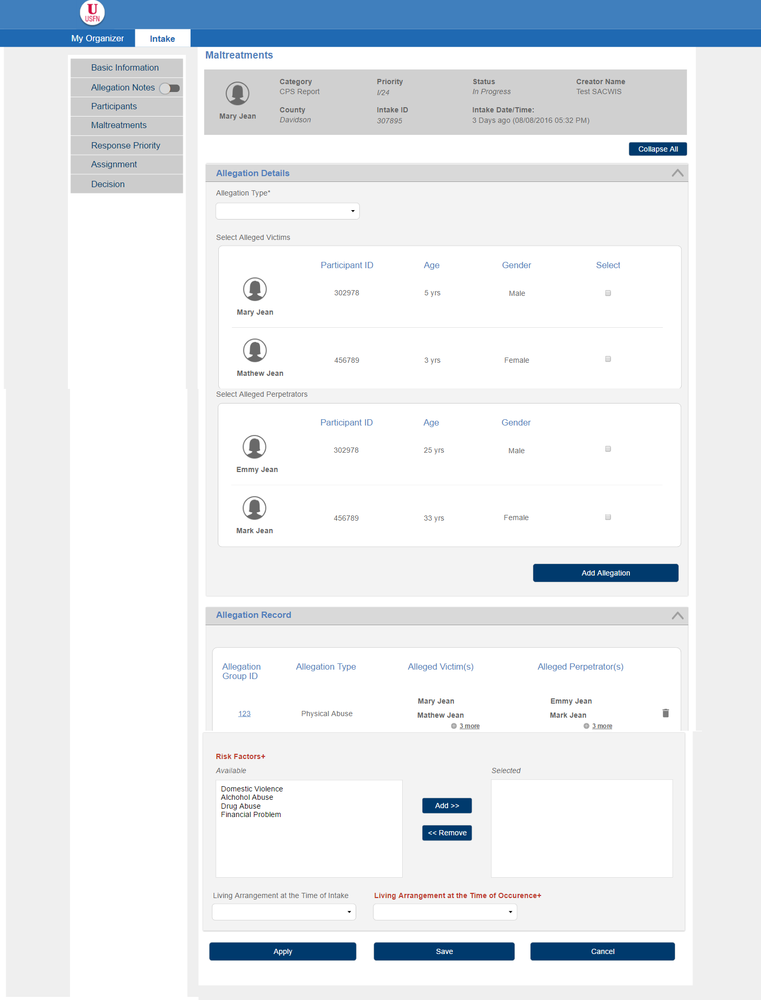 U
USFN
My Organizer
Intake
Basic Information
Allegation Notes
Participants
Maltreatments
Response Priority
Assignment
Decision
Maltreatments
Mary Jean
Category
CPS Report
Priority
I/24
Status
In Progress
Creator Name
Test SACWIS
County
Davidson
Intake ID
307895
Intake Date/Time:
3 Days ago (08/08/2016 05:32 PM)
Collapse All
Allegation Details
Allegation Type*
Select Alleged Victims
Participant ID Age Gender Select
302978 5 yrs Male
Mary Jean
456789 3 yrs Female
Mathew Jean
Select Alleged Perpetrators
Participant ID Age Gender
302978 25 yrs Male
Emmy Jean
456789 33 yrs Female
Mark Jean
Add Allegation
Allegation Record
Allegation
Group ID
Allegation Type
Alleged Victim(s)
Alleged Perpetrator(s)
123
Physical Abuse
Mary Jean
Mathew Jean
3 more
Emmy Jean
Mark Jean
3 more
Risk Factors+
Available
Domestic Violence
Alchohol Abuse
Drug Abuse
Financial Problem
Add >>
<< Remove
Selected
Living Arrangement at the Time of Intake
Living Arrangement at the Time of Occurence+
Apply
Save
Cancel